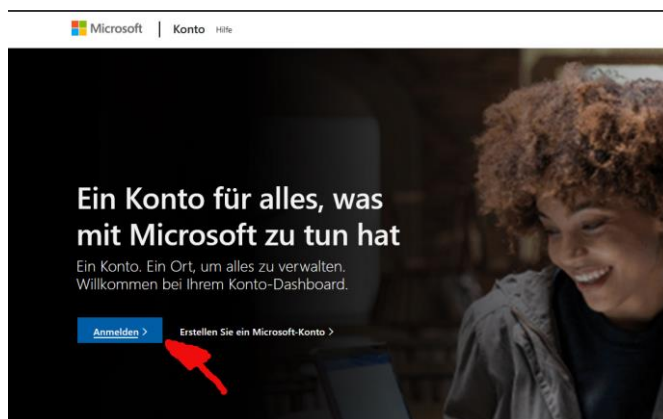 Microsoft | Konto Hilfe
Ein Konto für alles, was
mit Microsoft zu tun hat
Ein Konto. Ein Ort, um alles zu verwalten.
Willkommen bei Ihrem Konto-Dashboard.
Anmelden > Erstellen Sie ein Microsoft-Konto >